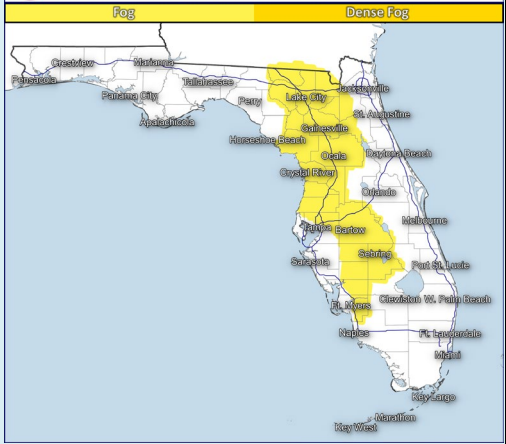 Fog
Dense Fog
Crestview
Marianna
Pensacola
Tallahassee
Jacksonville
Panama City
Perry
Lake City
Apalachicola
St. Augustine
Gainesville
Horseshoe Beach
Ocala
Daytona Beach
Crystal River
Orlando
Melbourne
Tampa
Bartow
Sebring
Sarasota
Port St. Lucie
Clewiston
W. Palm Beach
Ft. Myers
Naples
Ft. Lauderdale
Miami
Key Largo
Marathon
Key West